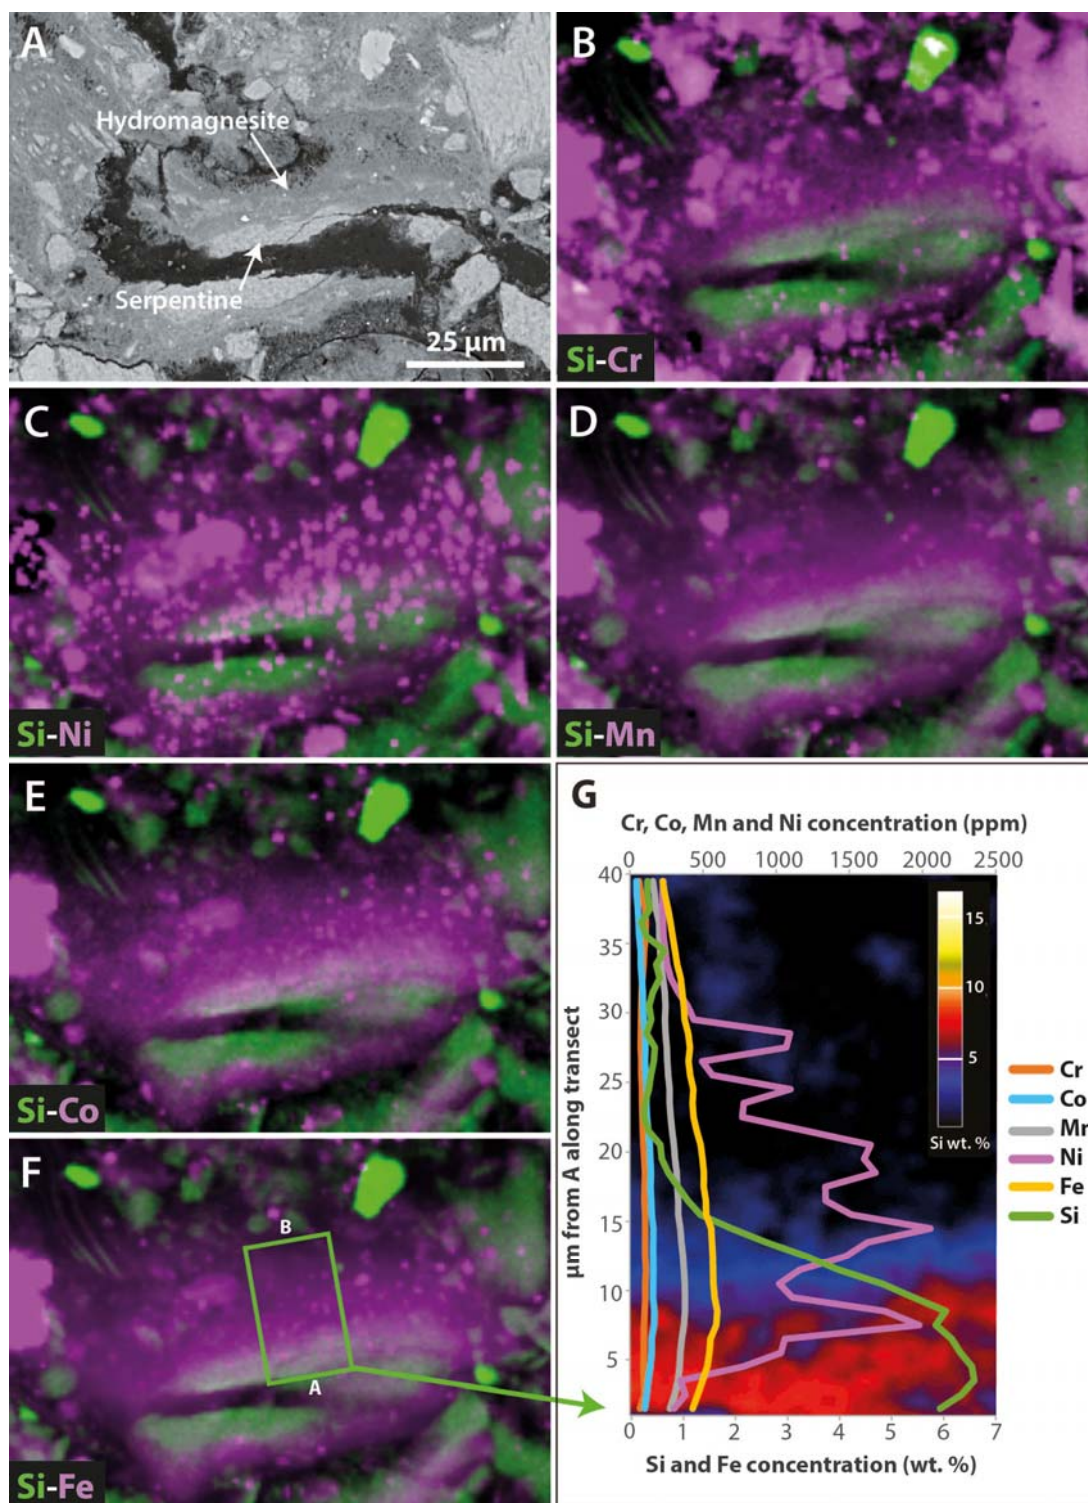 A
Hydromagnesite
Serpentine
25 µm
B
Si-Cr
C
Si-Ni
D
Si-Mn
E
Si-Co
F
B
A
Si-Fe
G
Cr, Co, Mn and Ni concentration (ppm)
0 500 1000 1500 2000 2500
µm from A along transect
40
35
30
25
20
15
10
5
15
10
5
Si wt. %
Cr
Co
Mn
Ni
Fe
Si
0 1 2 3 4 5 6 7
Si and Fe concentration (wt. %)